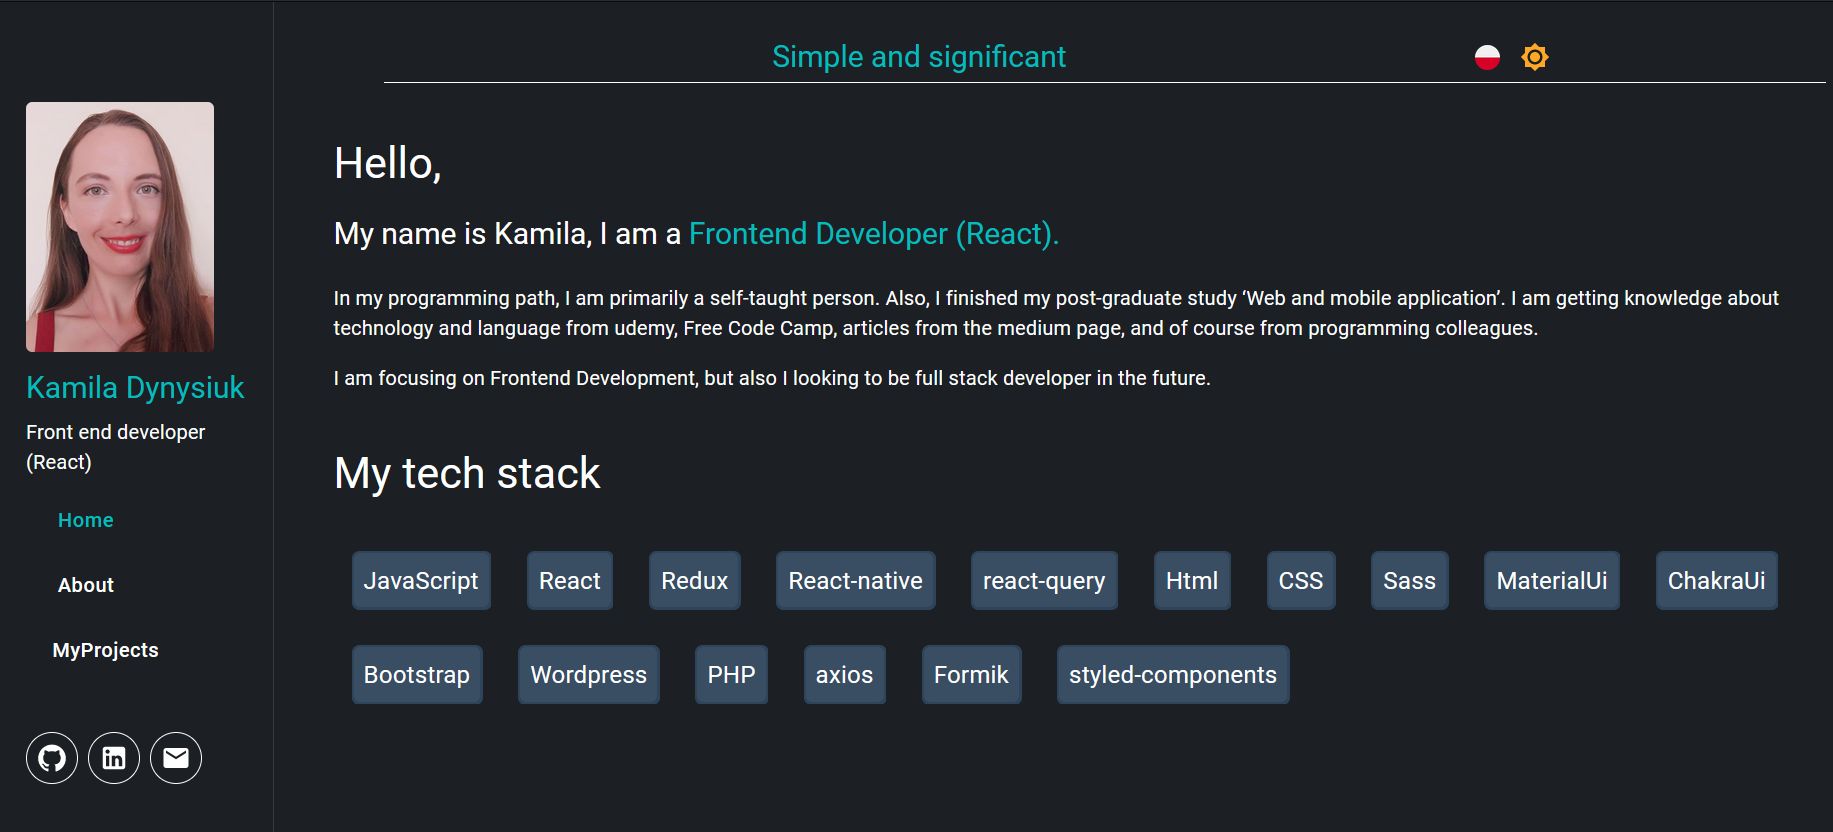 Simple and significant
Kamila Dynysiuk
Front end developer
(React)
Home
About
MyProjects
Hello,
My name is Kamila, I am a Frontend Developer (React).
In my programming path, I am primarily a self-taught person. Also, I finished my post-graduate study ‘Web and mobile application’. I am getting knowledge about
technology and language from udemy, Free Code Camp, articles from the medium page, and of course from programming colleagues.
I am focusing on Frontend Development, but also I looking to be full stack developer in the future.
My tech stack
JavaScript React Redux React-native react-query Html CSS Sass MaterialUi ChakraUi
Bootstrap Wordpress PHP axios Formik styled-components